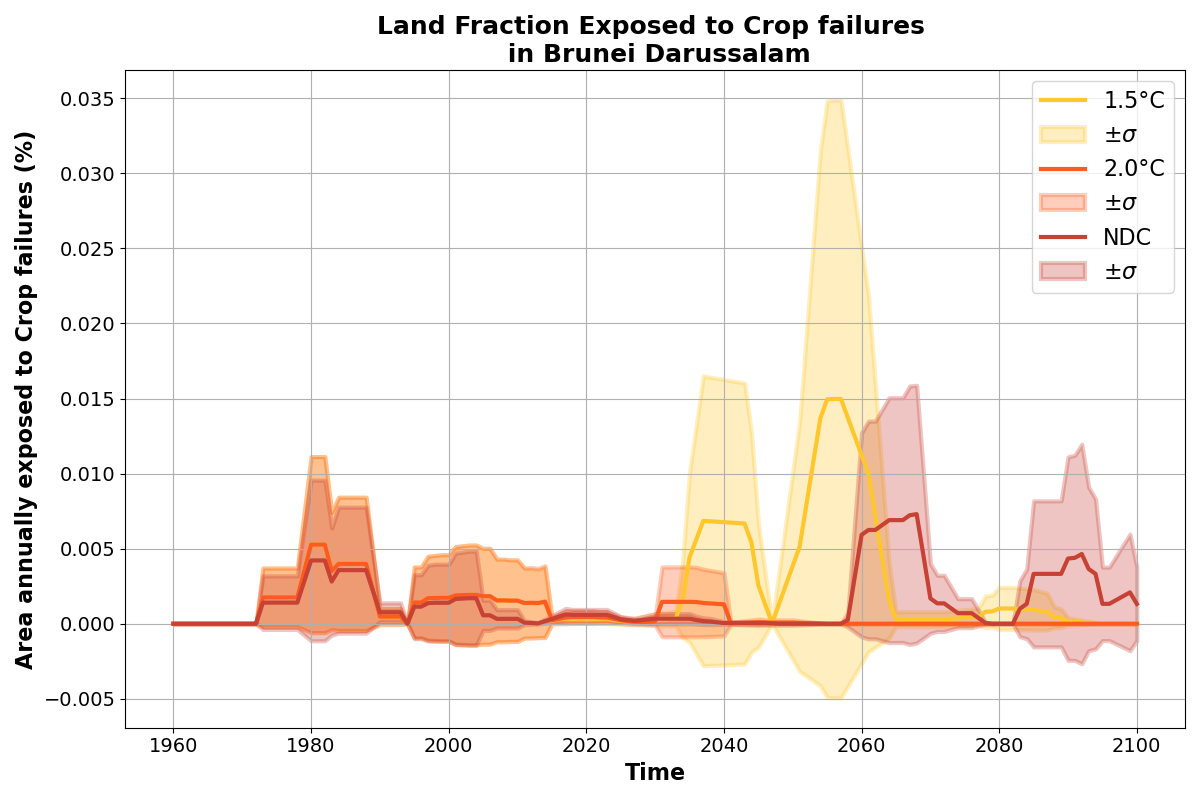 Land Fraction Exposed to Crop failures
in Brunei Darussalam
Area annually exposed to Crop failures (%)
0.035
0.030
0.025
0.020
0.015
0.010
0.005
0.000
−0.005
1960 1980 2000 2020 2040 2060 2080 2100
Time
1.5°C
±σ
2.0°C
±σ
NDC
±σ